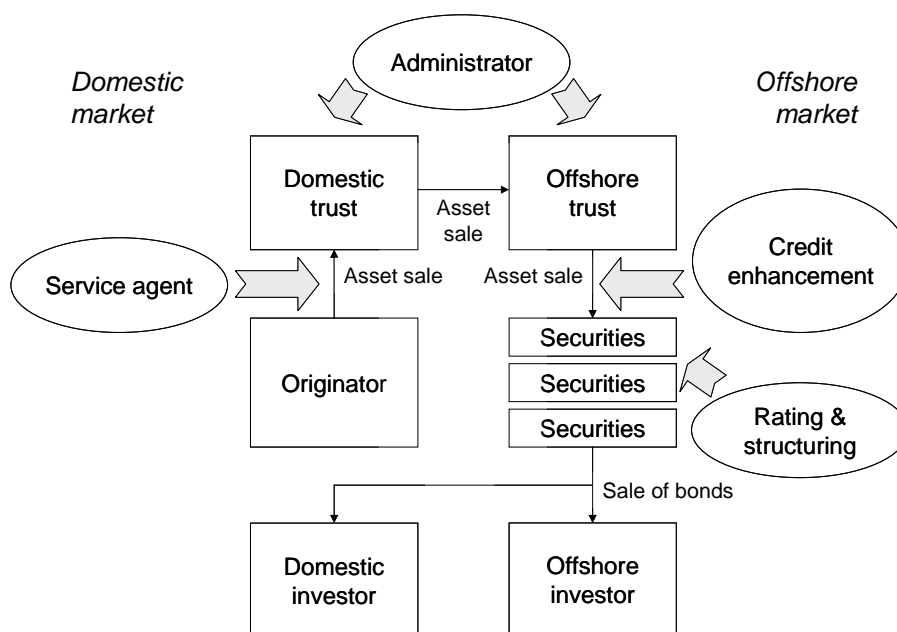 Administrator
Domestic
market
Offshore
market
Domestic
trust
Offshore
trust
Asset
sale
Credit
enhancement
Service agent
Asset sale
Asset sale
Securities
Originator
Securities
Securities
Rating &
structuring
Sale of bonds
Domestic
investor
Offshore
investor